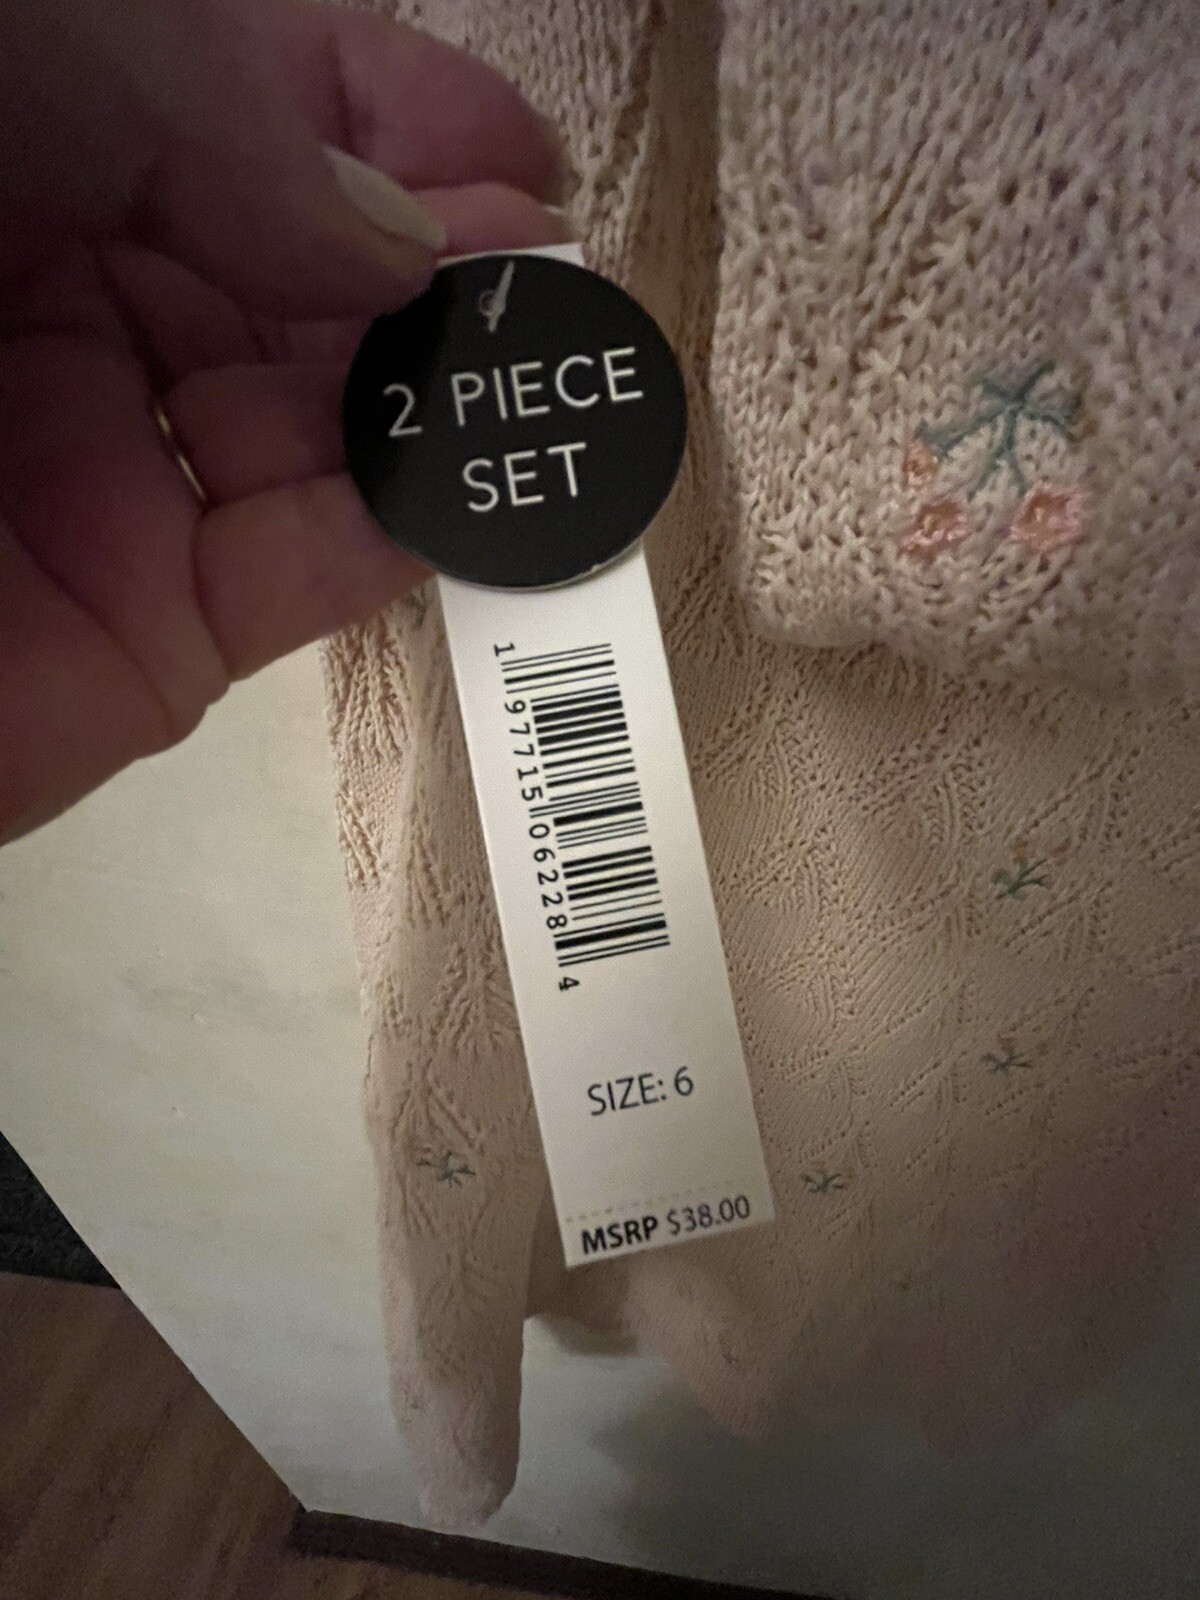 2 PIECE
SET
1 97715 06228 4
SIZE: 6
MSRP $38.00